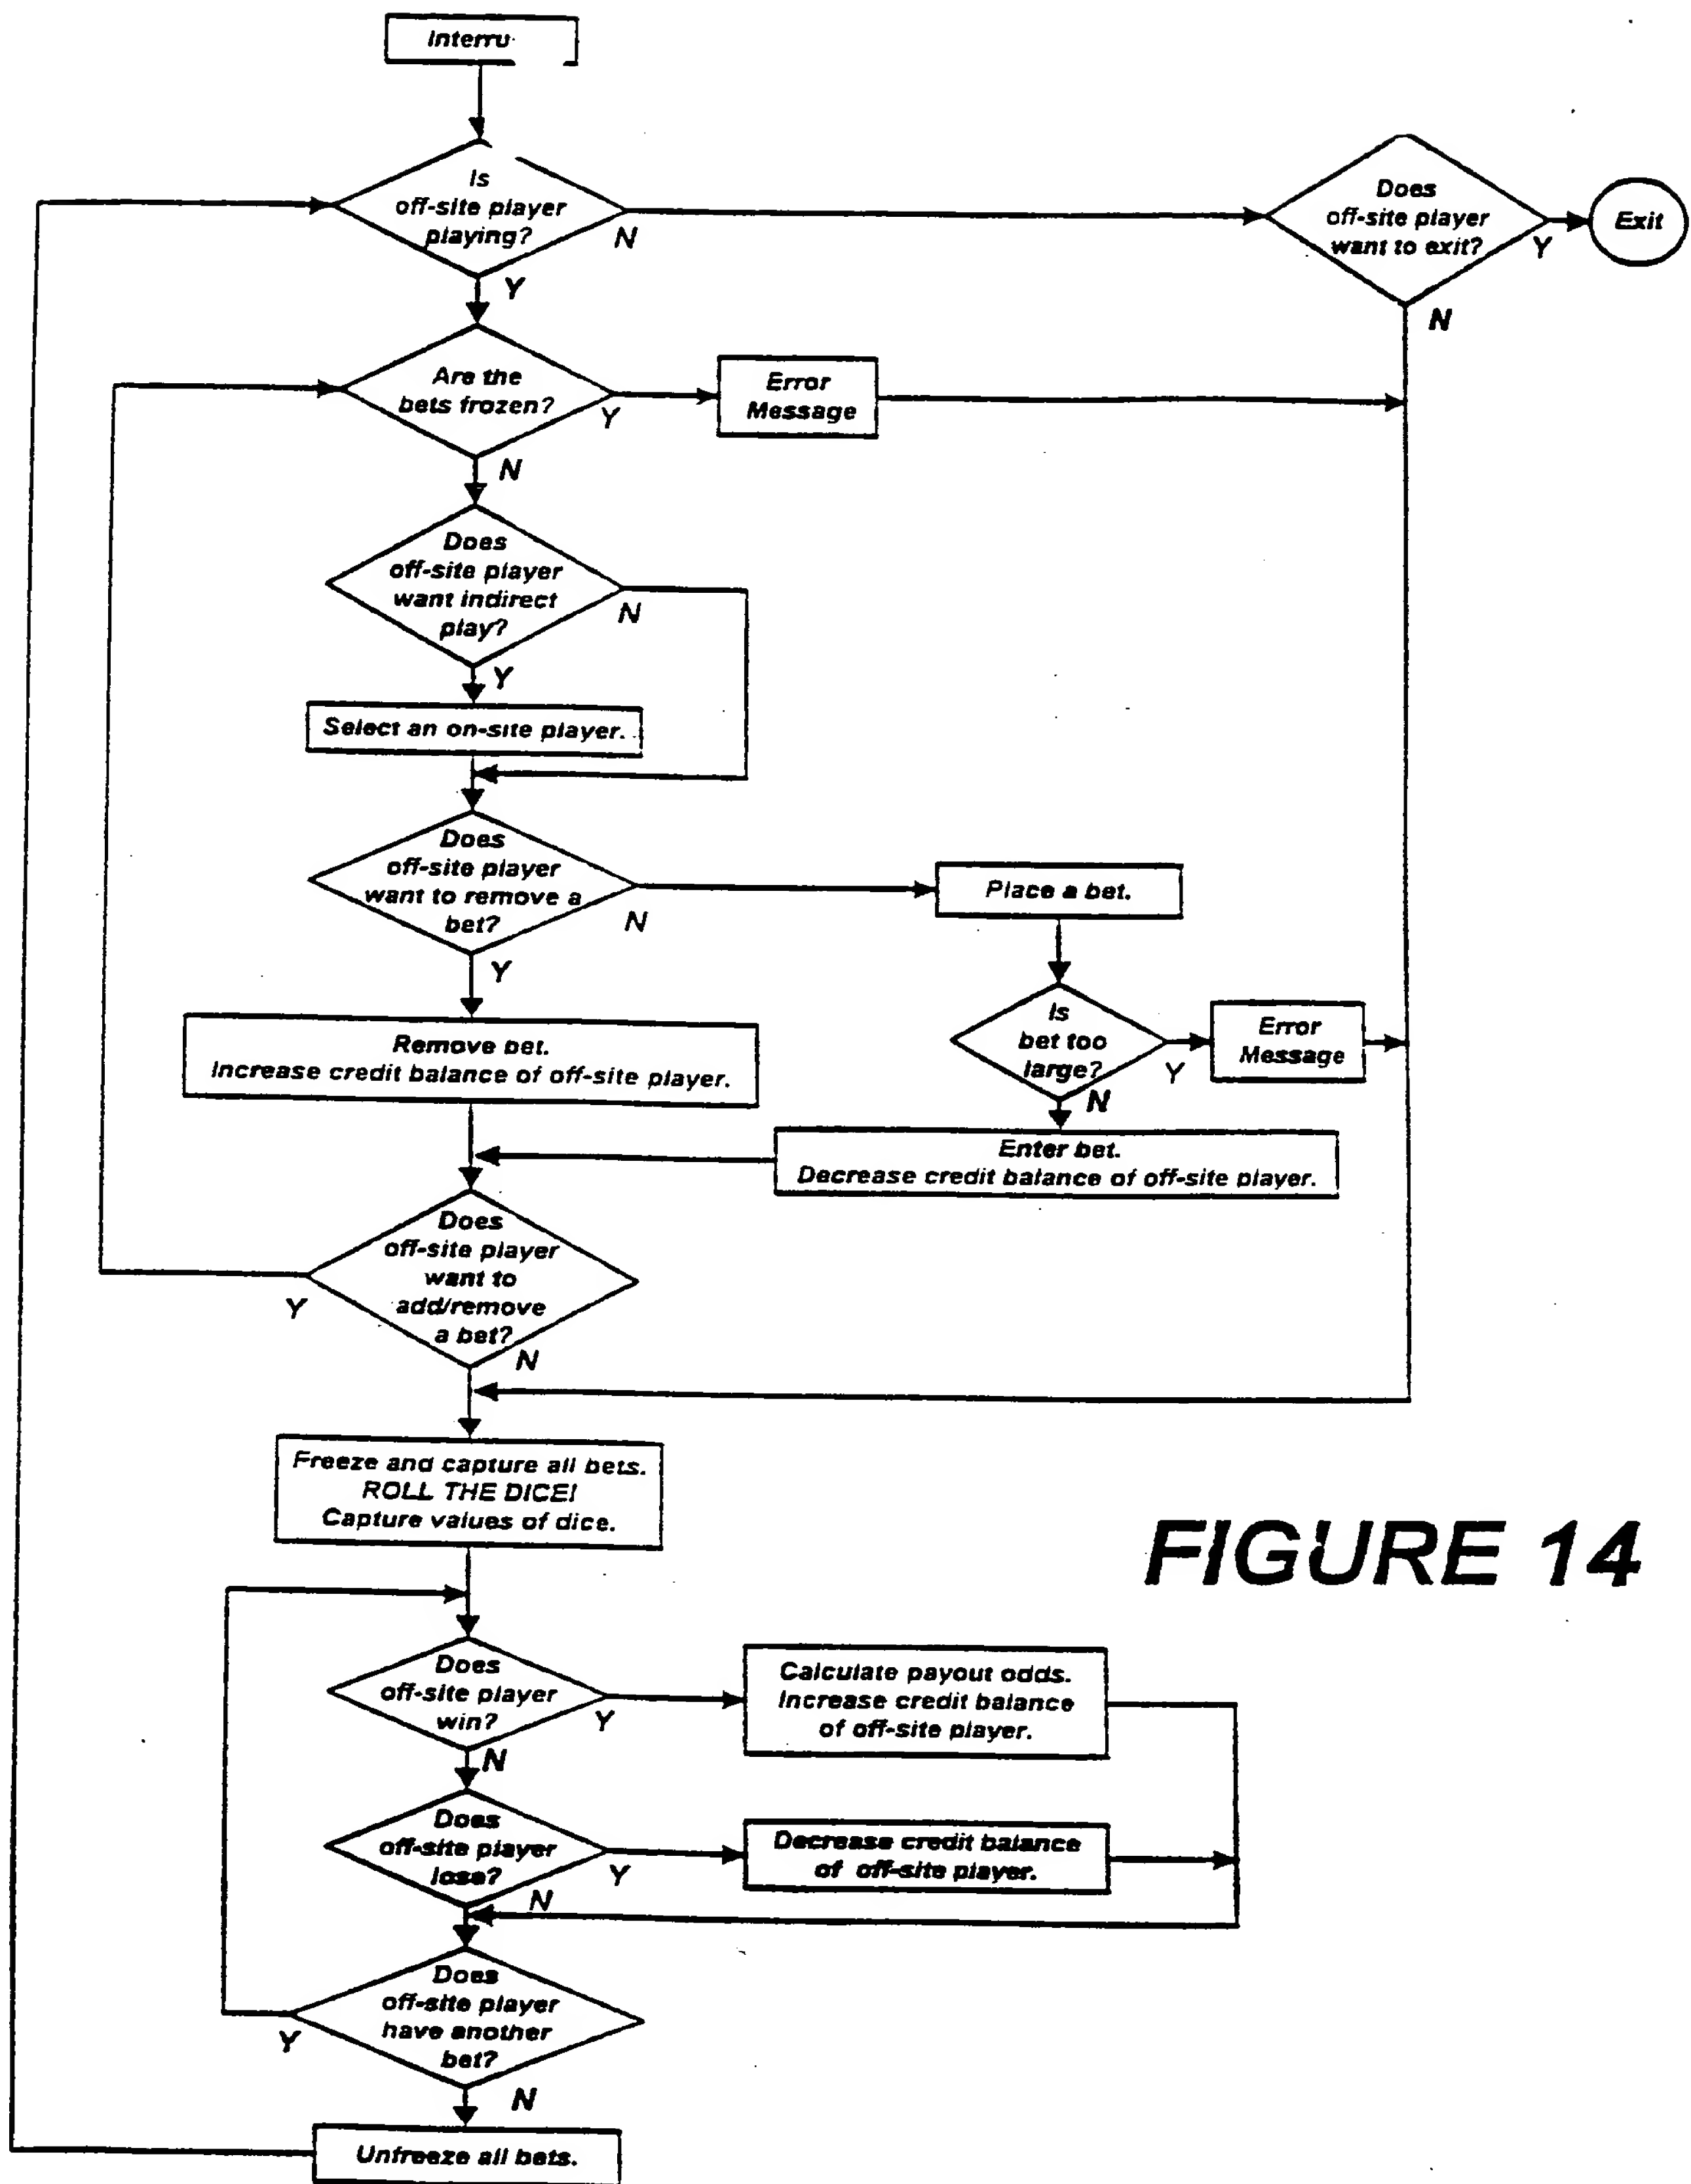 Is
off-site player
playing?
N
Y
Does
off-site player
want to exit?
Y
Exit
N
Are the
bets frozen?
Y
Error
Message
N
Does
off-site player
want indirect
play?
N
Y
Select an on-site player.
Does
off-site player
want to remove a
bet?
N
Y
Place a bet.
Is
bet too
large?
Y
Error
Message
N
Remove bet.
Increase credit balance of off-site player.
Enter bet.
Decrease credit balance of off-site player.
Does
off-site player
want to
add/remove
a bet?
Y
N
Freeze and capture all bets.
ROLL THE DICE!
Capture values of dice.
FIGURE 14
Does
off-site player
win?
Y
N
Calculate payout odds.
Increase credit balance
of off-site player.
Does
off-site player
lose?
Y
N
Decrease credit balance
of off-site player.
Does
off-site player
have another
bet?
Y
N
Unfreeze all bets.